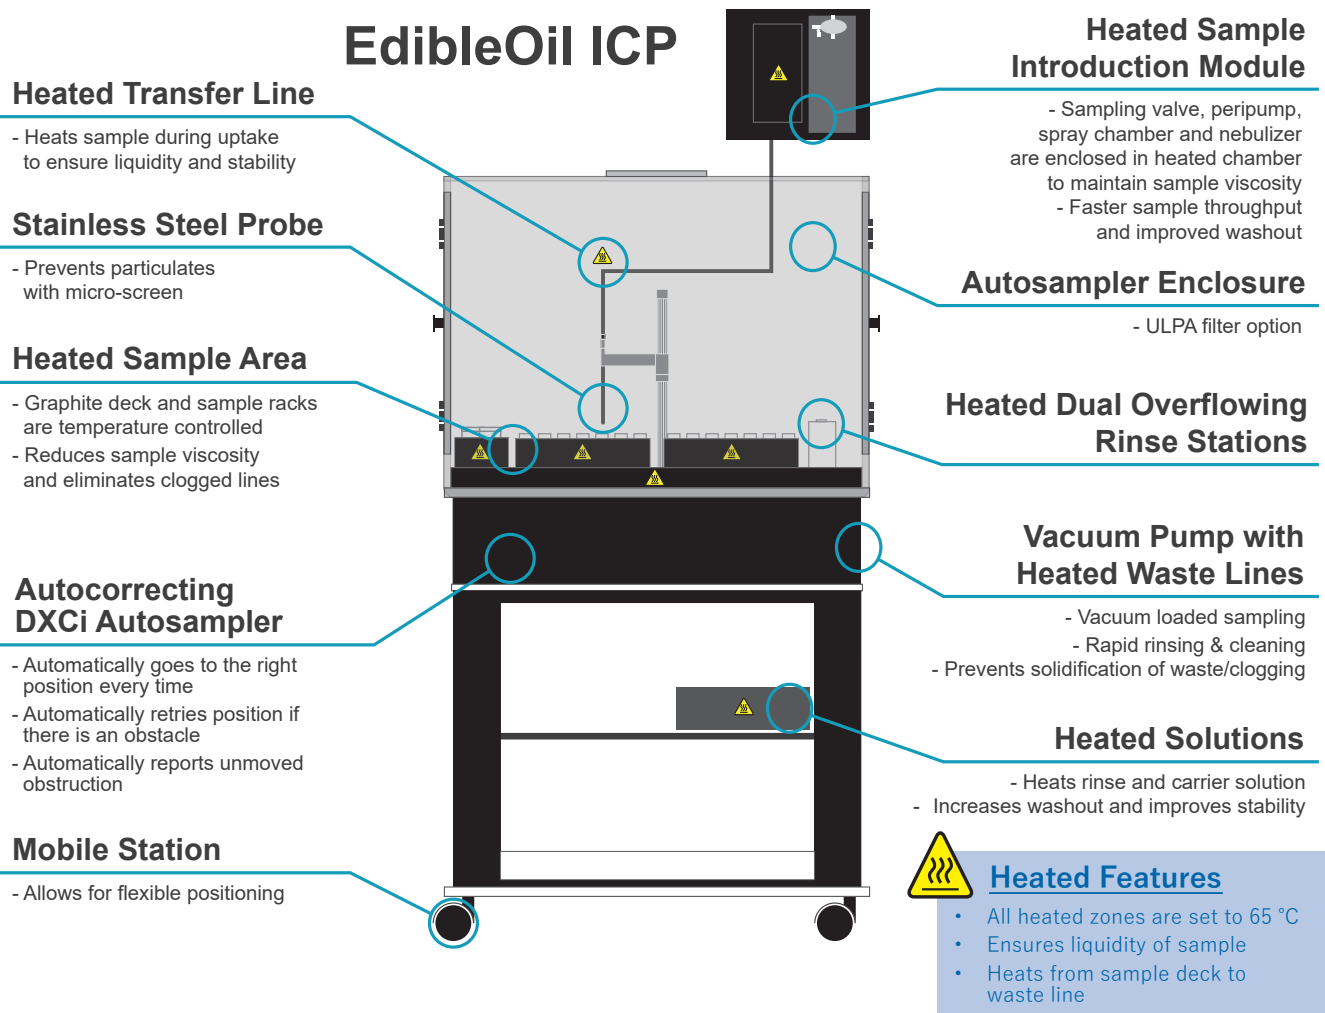 EdibleOil ICP
Heated Transfer Line
- Heats sample during uptake
to ensure liquidity and stability
Stainless Steel Probe
- Prevents particulates
with micro-screen
Heated Sample Area
- Graphite deck and sample racks
are temperature controlled
- Reduces sample viscosity
and eliminates clogged lines
Autocorrecting
DXCi Autosampler
- Automatically goes to the right
position every time
- Automatically retries position if
there is an obstacle
- Automatically reports unmoved
obstruction
Mobile Station
- Allows for flexible positioning
Heated Sample
Introduction Module
- Sampling valve, peripump,
spray chamber and nebulizer
are enclosed in heated chamber
to maintain sample viscosity
- Faster sample throughput
and improved washout
Autosampler Enclosure
- ULPA filter option
Heated Dual Overflowing
Rinse Stations
Vacuum Pump with
Heated Waste Lines
- Vacuum loaded sampling
- Rapid rinsing & cleaning
- Prevents solidification of waste/clogging
Heated Solutions
- Heats rinse and carrier solution
- Increases washout and improves stability
Heated Features
• All heated zones are set to 65 °C
• Ensures liquidity of sample
• Heats from sample deck to
waste line